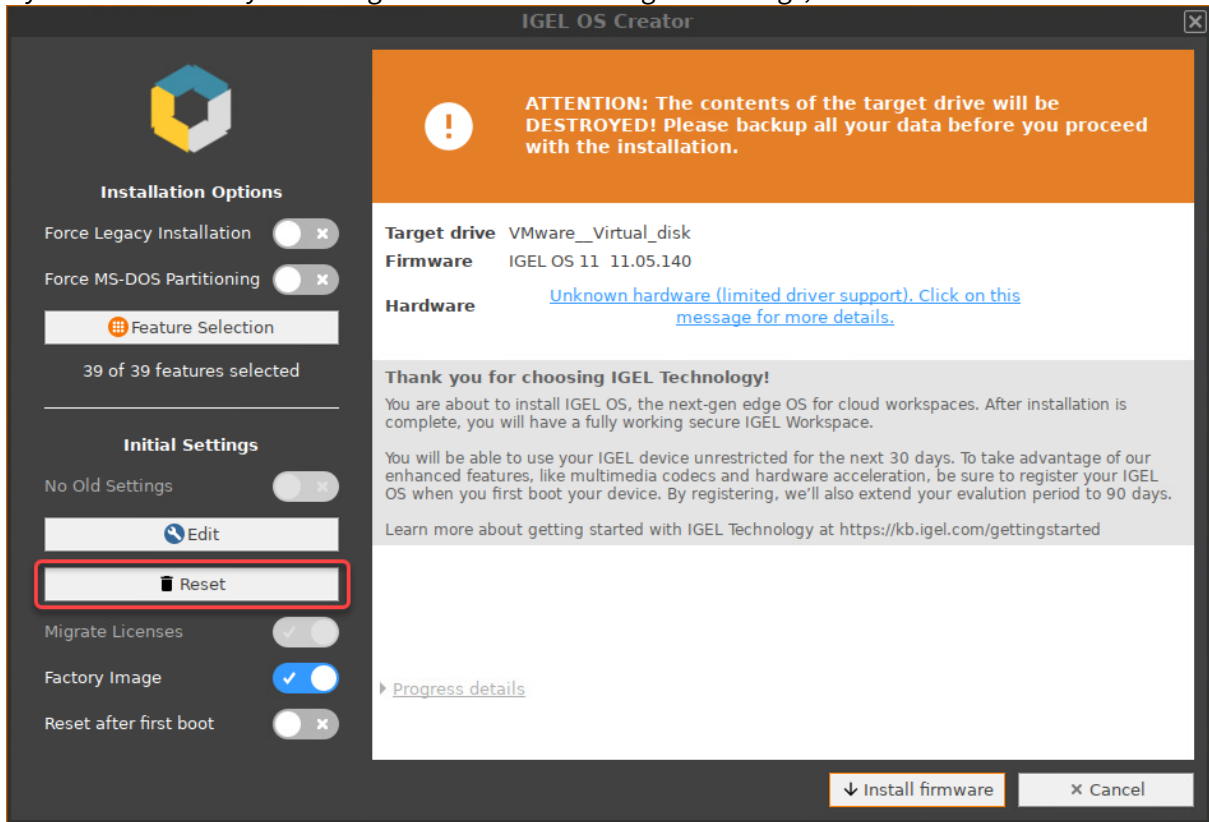 IGEL OS Creator
Installation Options
Force Legacy Installation
Force MS-DOS Partitioning
Feature Selection
39 of 39 features selected
Initial Settings
No Old Settings
Edit
Reset
Migrate Licenses
Factory Image
Reset after first boot
ATTENTION: The contents of the target drive will be
DESTROYED! Please backup all your data before you proceed
with the installation.
Target drive VMware__Virtual_disk
Firmware IGEL OS 11 11.05.140
Hardware Unknown hardware (limited driver support). Click on this
message for more details.
Thank you for choosing IGEL Technology!
You are about to install IGEL OS, the next-gen edge OS for cloud workspaces. After installation is
complete, you will have a fully working secure IGEL Workspace.
You will be able to use your IGEL device unrestricted for the next 30 days. To take advantage of our
enhanced features, like multimedia codecs and hardware acceleration, be sure to register your IGEL
OS when you first boot your device. By registering, we'll also extend your evalution period to 90 days.
Learn more about getting started with IGEL Technology at https://kb.igel.com/gettingstarted
Progress details
Install firmware
Cancel